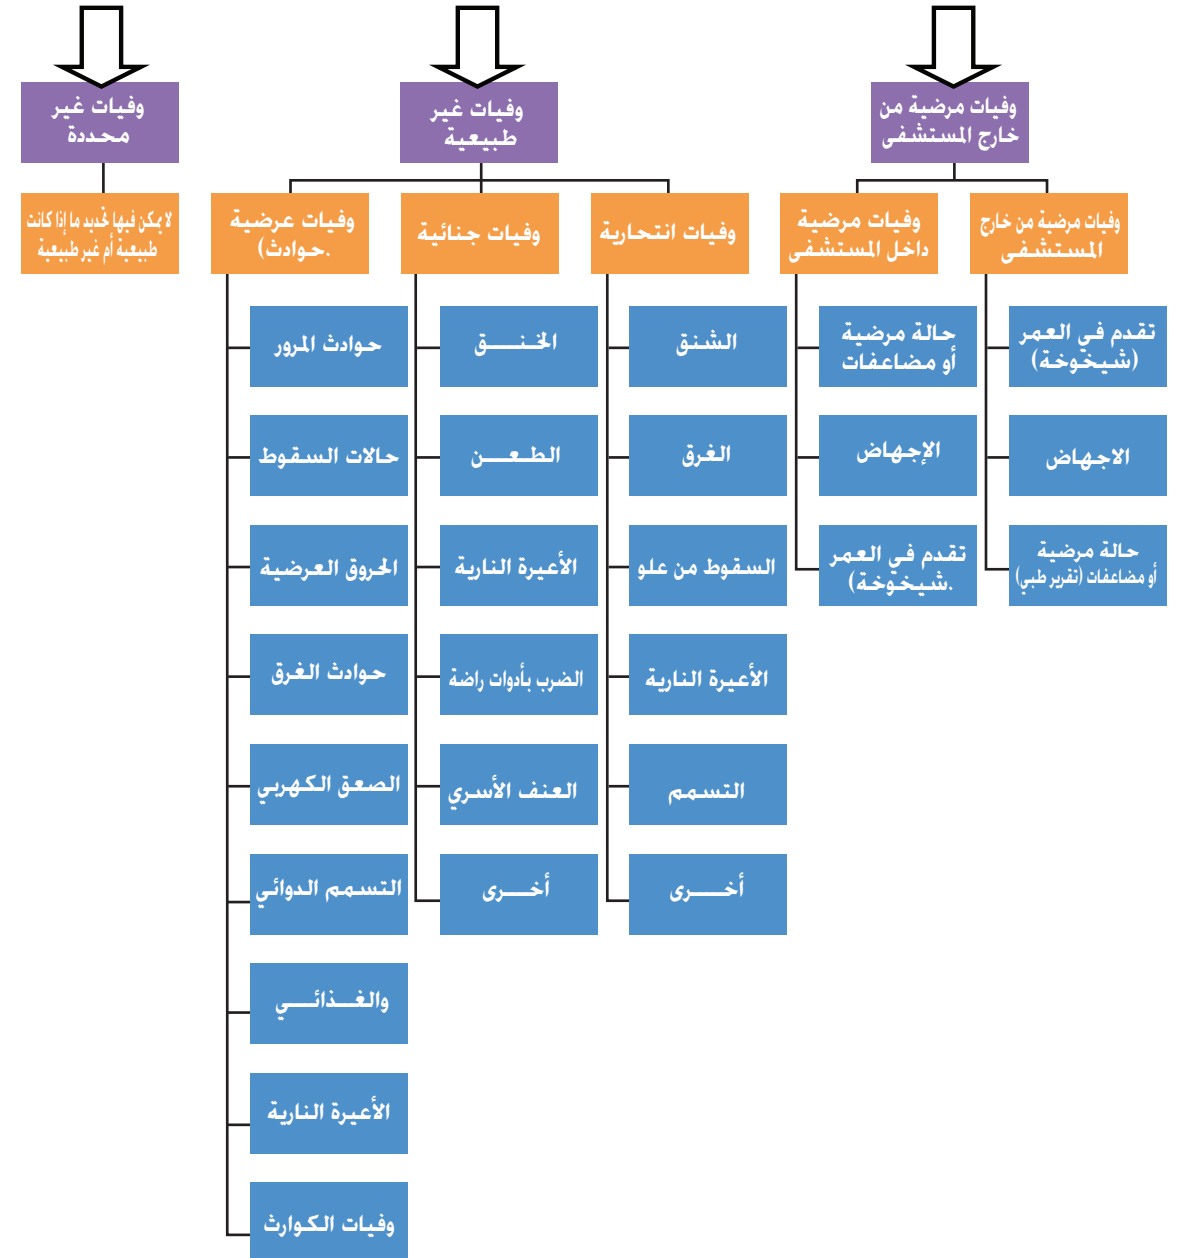 وفيات مرضية من
خارج المستشفى
وفيات غير
طبيعية
وفيات غير
محددة
وفيات مرضية من خارج
المستشفى
وفيات مرضية
داخل المستشفى
وفيات انتحارية
وفيات جنائية
وفيات عرضية
(حوادث.
لا يمكن فيها تحديد ما إذا كانت
طبيعية أم غير طبيعية
تقدم في العمر
(شيخوخة)
الاجهاض
حالة مرضية
أو مضاعفات (تقرير طبي)
حالة مرضية
أو مضاعفات
الإجهاض
تقدم في العمر
(شيخوخة.
الشنق
الغرق
السقوط من علو
الأعيرة النارية
التسمم
أخـــرى
الخـنــــق
الطـعــــن
الأعيرة النارية
الضرب بأدوات راضة
العنف الأسري
أخـــرى
حوادث المرور
حالات السقوط
الحروق العرضية
حوادث الغرق
الصعق الكهربي
التسمم الدوائي
والغــذائــــي
الأعيرة النارية
وفيات الكوارث